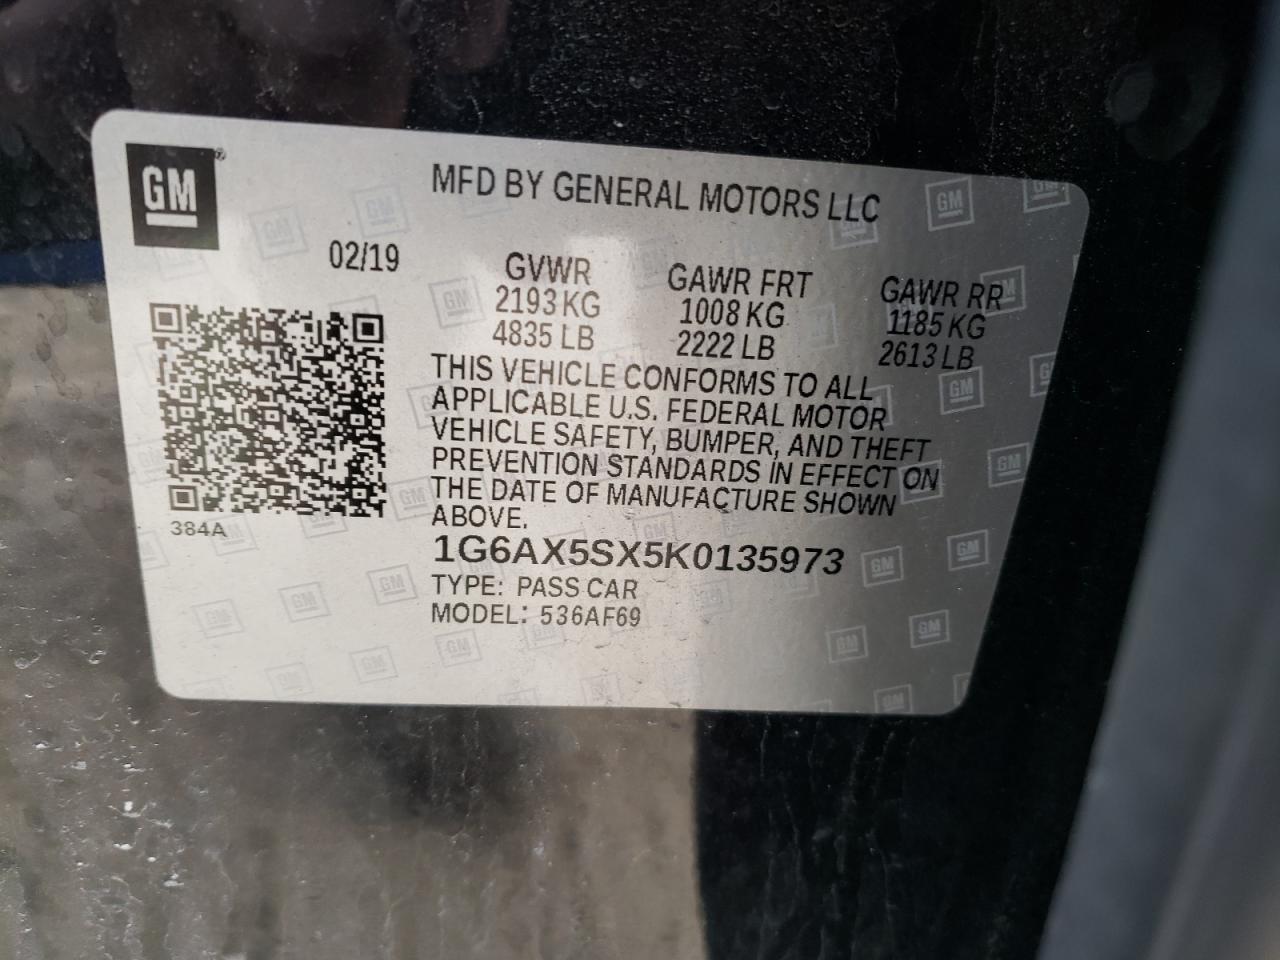 GM
MFD BY GENERAL MOTORS LLC
02/19
GVWR
2193 KG
4835 LB
GAWR FRT
1008 KG
2222 LB
GAWR RR
1185 KG
2613 LB
THIS VEHICLE CONFORMS TO ALL
APPLICABLE U.S. FEDERAL MOTOR
VEHICLE SAFETY, BUMPER, AND THEFT
PREVENTION STANDARDS IN EFFECT ON
THE DATE OF MANUFACTURE SHOWN
ABOVE.
384A
1G6AX5SX5K0135973
TYPE: PASS CAR
MODEL: 536AF69